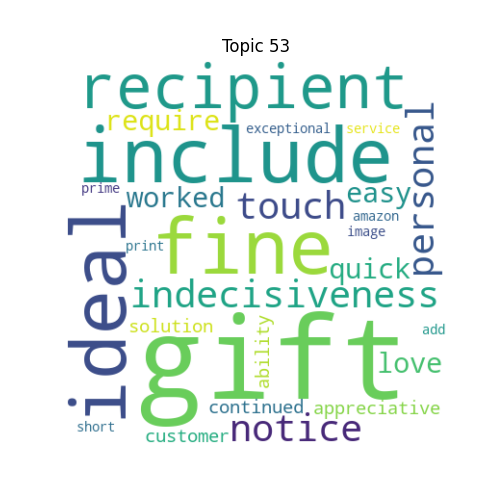 Topic 53
recipient
require
exceptional
service
include
personal
prime
worked
touch
easy
amazon
image
ideal
print
fine
quick
indecisiveness
solution
ability
gift
add
love
continued
appreciative
short
customer
notice